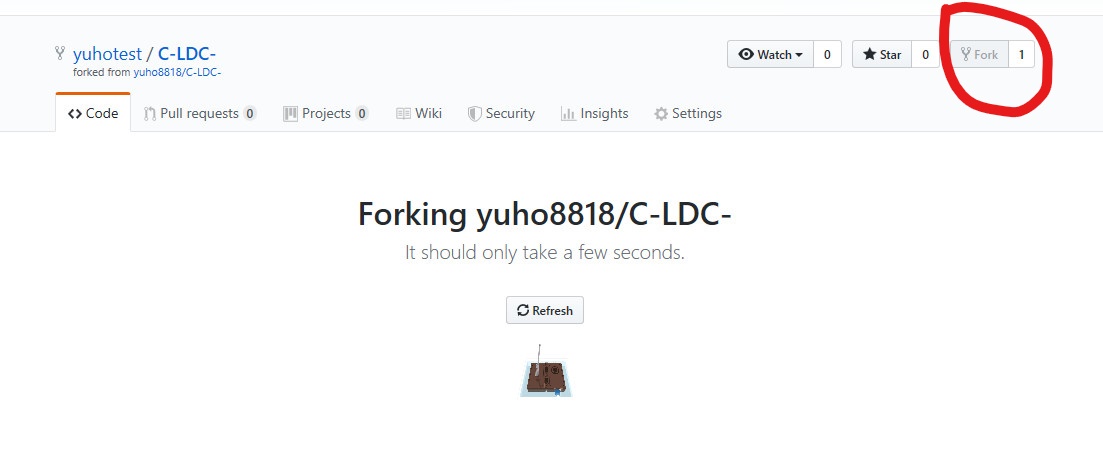 yuhotest / C-LDC-
forked from yuho8818/C-LDC-
Watch 0 Star 0 Fork 1
Code Pull requests 0 Projects 0 Wiki Security Insights Settings
Forking yuho8818/C-LDC-
It should only take a few seconds.
Refresh